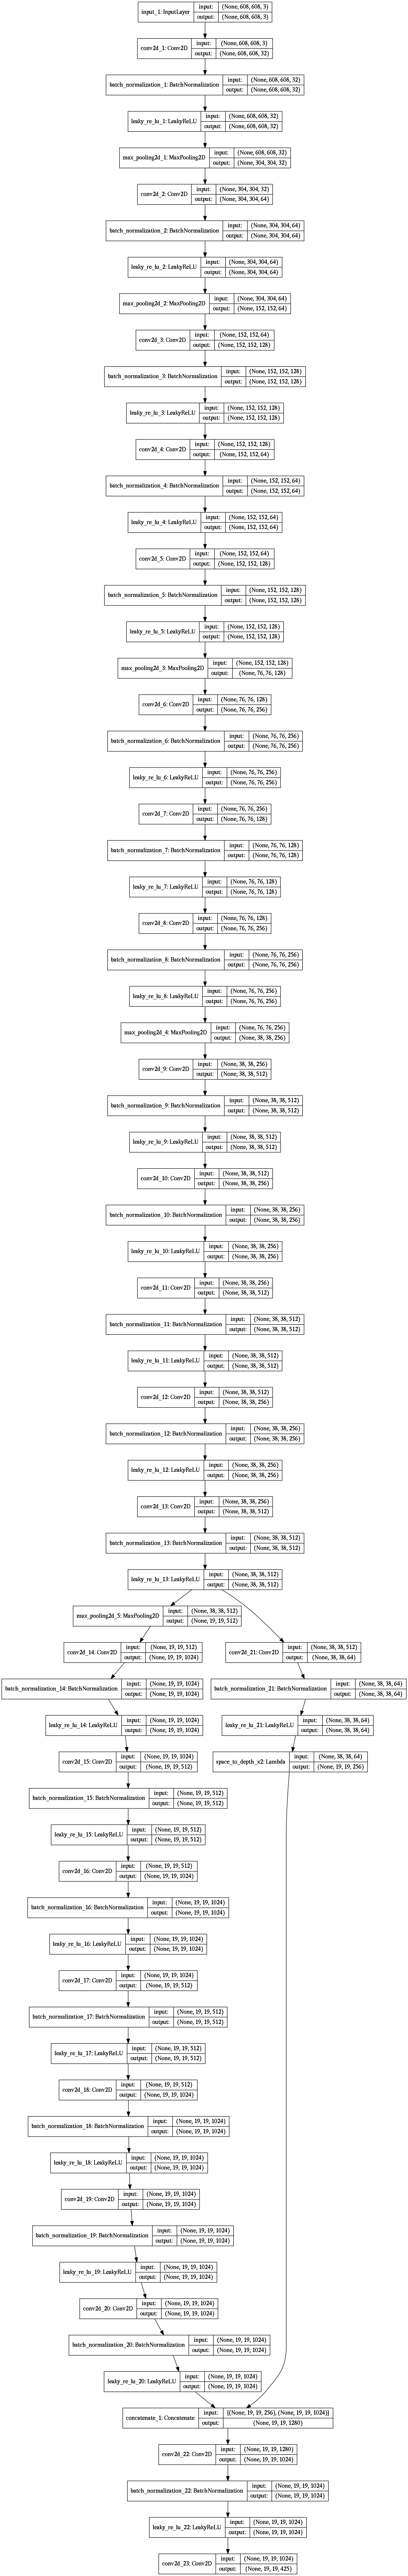 input_1: InputLayer
input: (None, 608, 608, 3)
output: (None, 608, 608, 3)
conv2d_1: Conv2D
input: (None, 608, 608, 3)
output: (None, 608, 608, 32)
batch_normalization_1: BatchNormalization
input: (None, 608, 608, 32)
output: (None, 608, 608, 32)
leaky_re_lu_1: LeakyReLU
input: (None, 608, 608, 32)
output: (None, 608, 608, 32)
max_pooling2d_1: MaxPooling2D
input: (None, 608, 608, 32)
output: (None, 304, 304, 32)
conv2d_2: Conv2D
input: (None, 304, 304, 32)
output: (None, 304, 304, 64)
batch_normalization_2: BatchNormalization
input: (None, 304, 304, 64)
output: (None, 304, 304, 64)
leaky_re_lu_2: LeakyReLU
input: (None, 304, 304, 64)
output: (None, 304, 304, 64)
max_pooling2d_2: MaxPooling2D
input: (None, 304, 304, 64)
output: (None, 152, 152, 64)
conv2d_3: Conv2D
input: (None, 152, 152, 64)
output: (None, 152, 152, 128)
batch_normalization_3: BatchNormalization
input: (None, 152, 152, 128)
output: (None, 152, 152, 128)
leaky_re_lu_3: LeakyReLU
input: (None, 152, 152, 128)
output: (None, 152, 152, 128)
conv2d_4: Conv2D
input: (None, 152, 152, 128)
output: (None, 152, 152, 64)
batch_normalization_4: BatchNormalization
input: (None, 152, 152, 64)
output: (None, 152, 152, 64)
leaky_re_lu_4: LeakyReLU
input: (None, 152, 152, 64)
output: (None, 152, 152, 64)
conv2d_5: Conv2D
input: (None, 152, 152, 64)
output: (None, 152, 152, 128)
batch_normalization_5: BatchNormalization
input: (None, 152, 152, 128)
output: (None, 152, 152, 128)
leaky_re_lu_5: LeakyReLU
input: (None, 152, 152, 128)
output: (None, 152, 152, 128)
max_pooling2d_3: MaxPooling2D
input: (None, 152, 152, 128)
output: (None, 76, 76, 128)
conv2d_6: Conv2D
input: (None, 76, 76, 128)
output: (None, 76, 76, 256)
batch_normalization_6: BatchNormalization
input: (None, 76, 76, 256)
output: (None, 76, 76, 256)
leaky_re_lu_6: LeakyReLU
input: (None, 76, 76, 256)
output: (None, 76, 76, 256)
conv2d_7: Conv2D
input: (None, 76, 76, 256)
output: (None, 76, 76, 128)
batch_normalization_7: BatchNormalization
input: (None, 76, 76, 128)
output: (None, 76, 76, 128)
leaky_re_lu_7: LeakyReLU
input: (None, 76, 76, 128)
output: (None, 76, 76, 128)
conv2d_8: Conv2D
input: (None, 76, 76, 128)
output: (None, 76, 76, 256)
batch_normalization_8: BatchNormalization
input: (None, 76, 76, 256)
output: (None, 76, 76, 256)
leaky_re_lu_8: LeakyReLU
input: (None, 76, 76, 256)
output: (None, 76, 76, 256)
max_pooling2d_4: MaxPooling2D
input: (None, 76, 76, 256)
output: (None, 38, 38, 256)
conv2d_9: Conv2D
input: (None, 38, 38, 256)
output: (None, 38, 38, 512)
batch_normalization_9: BatchNormalization
input: (None, 38, 38, 512)
output: (None, 38, 38, 512)
leaky_re_lu_9: LeakyReLU
input: (None, 38, 38, 512)
output: (None, 38, 38, 512)
conv2d_10: Conv2D
input: (None, 38, 38, 512)
output: (None, 38, 38, 256)
batch_normalization_10: BatchNormalization
input: (None, 38, 38, 256)
output: (None, 38, 38, 256)
leaky_re_lu_10: LeakyReLU
input: (None, 38, 38, 256)
output: (None, 38, 38, 256)
conv2d_11: Conv2D
input: (None, 38, 38, 256)
output: (None, 38, 38, 512)
batch_normalization_11: BatchNormalization
input: (None, 38, 38, 512)
output: (None, 38, 38, 512)
leaky_re_lu_11: LeakyReLU
input: (None, 38, 38, 512)
output: (None, 38, 38, 512)
conv2d_12: Conv2D
input: (None, 38, 38, 512)
output: (None, 38, 38, 256)
batch_normalization_12: BatchNormalization
input: (None, 38, 38, 256)
output: (None, 38, 38, 256)
leaky_re_lu_12: LeakyReLU
input: (None, 38, 38, 256)
output: (None, 38, 38, 256)
conv2d_13: Conv2D
input: (None, 38, 38, 256)
output: (None, 38, 38, 512)
batch_normalization_13: BatchNormalization
input: (None, 38, 38, 512)
output: (None, 38, 38, 512)
leaky_re_lu_13: LeakyReLU
input: (None, 38, 38, 512)
output: (None, 38, 38, 512)
max_pooling2d_5: MaxPooling2D
input: (None, 38, 38, 512)
output: (None, 19, 19, 512)
conv2d_14: Conv2D
input: (None, 19, 19, 512)
output: (None, 19, 19, 1024)
conv2d_21: Conv2D
input: (None, 38, 38, 512)
output: (None, 38, 38, 64)
batch_normalization_14: BatchNormalization
input: (None, 19, 19, 1024)
output: (None, 19, 19, 1024)
batch_normalization_21: BatchNormalization
input: (None, 38, 38, 64)
output: (None, 38, 38, 64)
leaky_re_lu_14: LeakyReLU
input: (None, 19, 19, 1024)
output: (None, 19, 19, 1024)
leaky_re_lu_21: LeakyReLU
input: (None, 38, 38, 64)
output: (None, 38, 38, 64)
conv2d_15: Conv2D
input: (None, 19, 19, 1024)
output: (None, 19, 19, 512)
space_to_depth_x2: Lambda
input: (None, 38, 38, 64)
output: (None, 19, 19, 256)
batch_normalization_15: BatchNormalization
input: (None, 19, 19, 512)
output: (None, 19, 19, 512)
leaky_re_lu_15: LeakyReLU
input: (None, 19, 19, 512)
output: (None, 19, 19, 512)
conv2d_16: Conv2D
input: (None, 19, 19, 512)
output: (None, 19, 19, 1024)
batch_normalization_16: BatchNormalization
input: (None, 19, 19, 1024)
output: (None, 19, 19, 1024)
leaky_re_lu_16: LeakyReLU
input: (None, 19, 19, 1024)
output: (None, 19, 19, 1024)
conv2d_17: Conv2D
input: (None, 19, 19, 1024)
output: (None, 19, 19, 512)
batch_normalization_17: BatchNormalization
input: (None, 19, 19, 512)
output: (None, 19, 19, 512)
leaky_re_lu_17: LeakyReLU
input: (None, 19, 19, 512)
output: (None, 19, 19, 512)
conv2d_18: Conv2D
input: (None, 19, 19, 512)
output: (None, 19, 19, 1024)
batch_normalization_18: BatchNormalization
input: (None, 19, 19, 1024)
output: (None, 19, 19, 1024)
leaky_re_lu_18: LeakyReLU
input: (None, 19, 19, 1024)
output: (None, 19, 19, 1024)
conv2d_19: Conv2D
input: (None, 19, 19, 1024)
output: (None, 19, 19, 1024)
batch_normalization_19: BatchNormalization
input: (None, 19, 19, 1024)
output: (None, 19, 19, 1024)
leaky_re_lu_19: LeakyReLU
input: (None, 19, 19, 1024)
output: (None, 19, 19, 1024)
conv2d_20: Conv2D
input: (None, 19, 19, 1024)
output: (None, 19, 19, 1024)
batch_normalization_20: BatchNormalization
input: (None, 19, 19, 1024)
output: (None, 19, 19, 1024)
leaky_re_lu_20: LeakyReLU
input: (None, 19, 19, 1024)
output: (None, 19, 19, 1024)
concatenate_1: Concatenate
input: [(None, 19, 19, 256), (None, 19, 19, 1024)]
output: (None, 19, 19, 1280)
conv2d_22: Conv2D
input: (None, 19, 19, 1280)
output: (None, 19, 19, 1024)
batch_normalization_22: BatchNormalization
input: (None, 19, 19, 1024)
output: (None, 19, 19, 1024)
leaky_re_lu_22: LeakyReLU
input: (None, 19, 19, 1024)
output: (None, 19, 19, 1024)
conv2d_23: Conv2D
input: (None, 19, 19, 1024)
output: (None, 19, 19, 425)